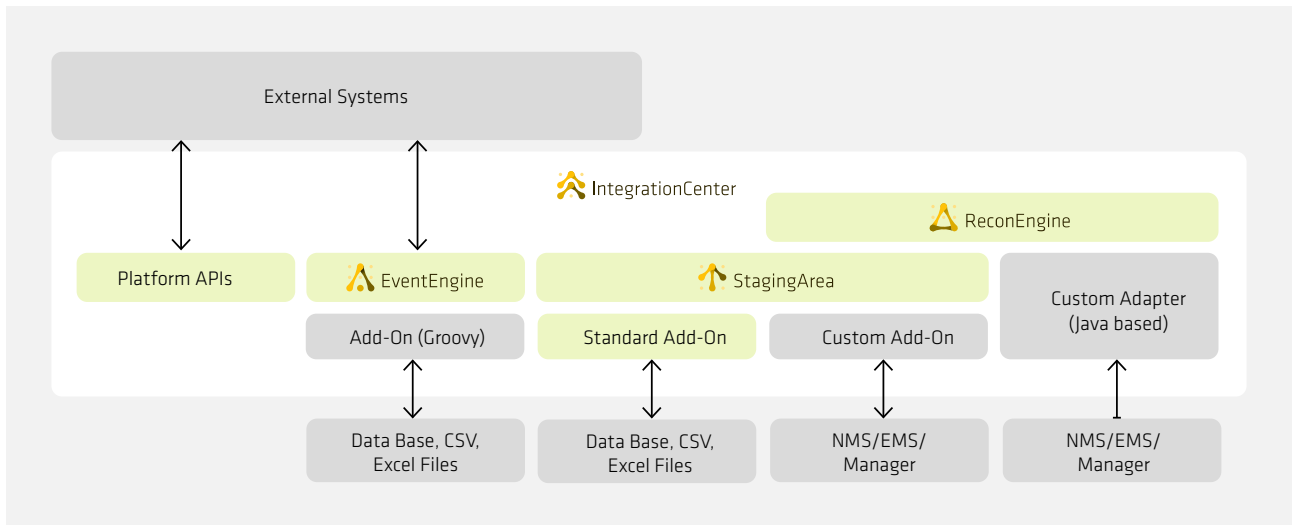 External Systems
IntegrationCenter
ReconEngine
Platform APIs
EventEngine
StagingArea
Custom Adapter
(Java based)
Add-On (Groovy)
Standard Add-On
Custom Add-On
Data Base, CSV,
Excel Files
Data Base, CSV,
Excel Files
NMS/EMS/
Manager
NMS/EMS/
Manager